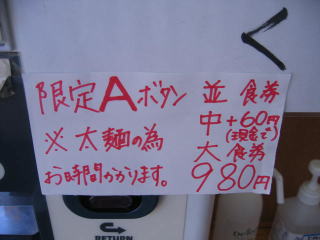 く
限定Aボタン
※太麺の為
お時間かかります。
並 食券
中 +60円
(現金で)
大 食券
980円
RETURN